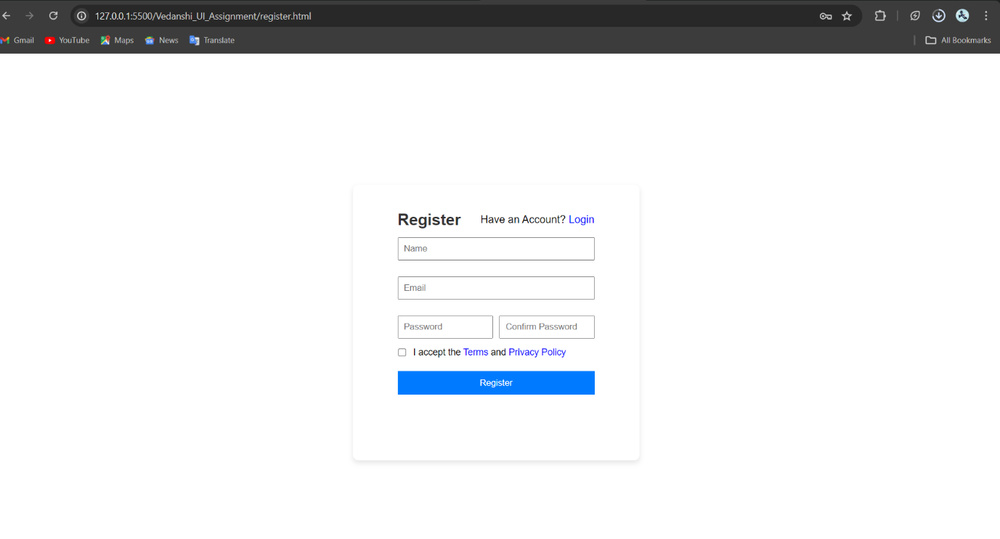 127.0.0.1:5500/Vedanshi_UI_Assignment/register.html
Gmail YouTube Maps News Translate All Bookmarks
Register Have an Account? Login
Name
Email
Password Confirm Password
I accept the Terms and Privacy Policy
Register